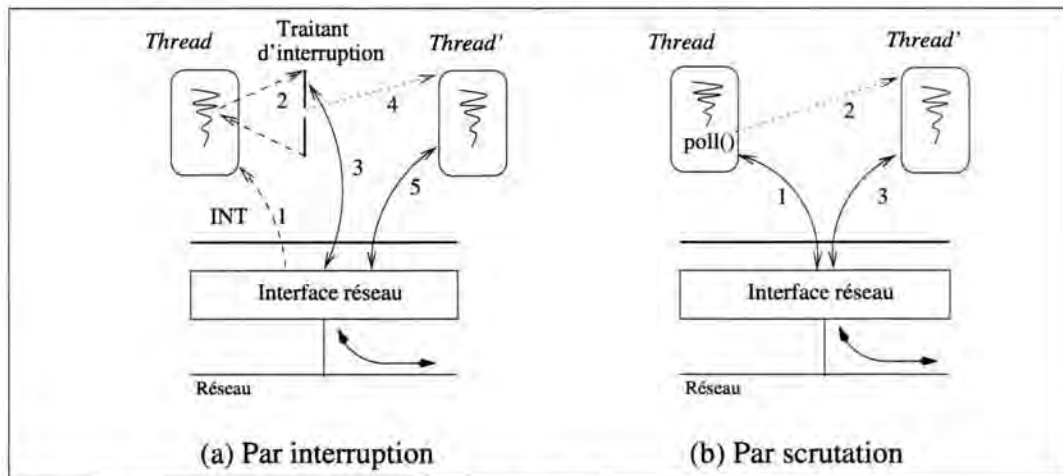 Thread
Traitant
d'interruption
Thread'
2
4
3
5
INT
1
Interface réseau
Réseau
(a) Par interruption
Thread
Thread'
poll()
2
1
3
Interface réseau
Réseau
(b) Par scrutation